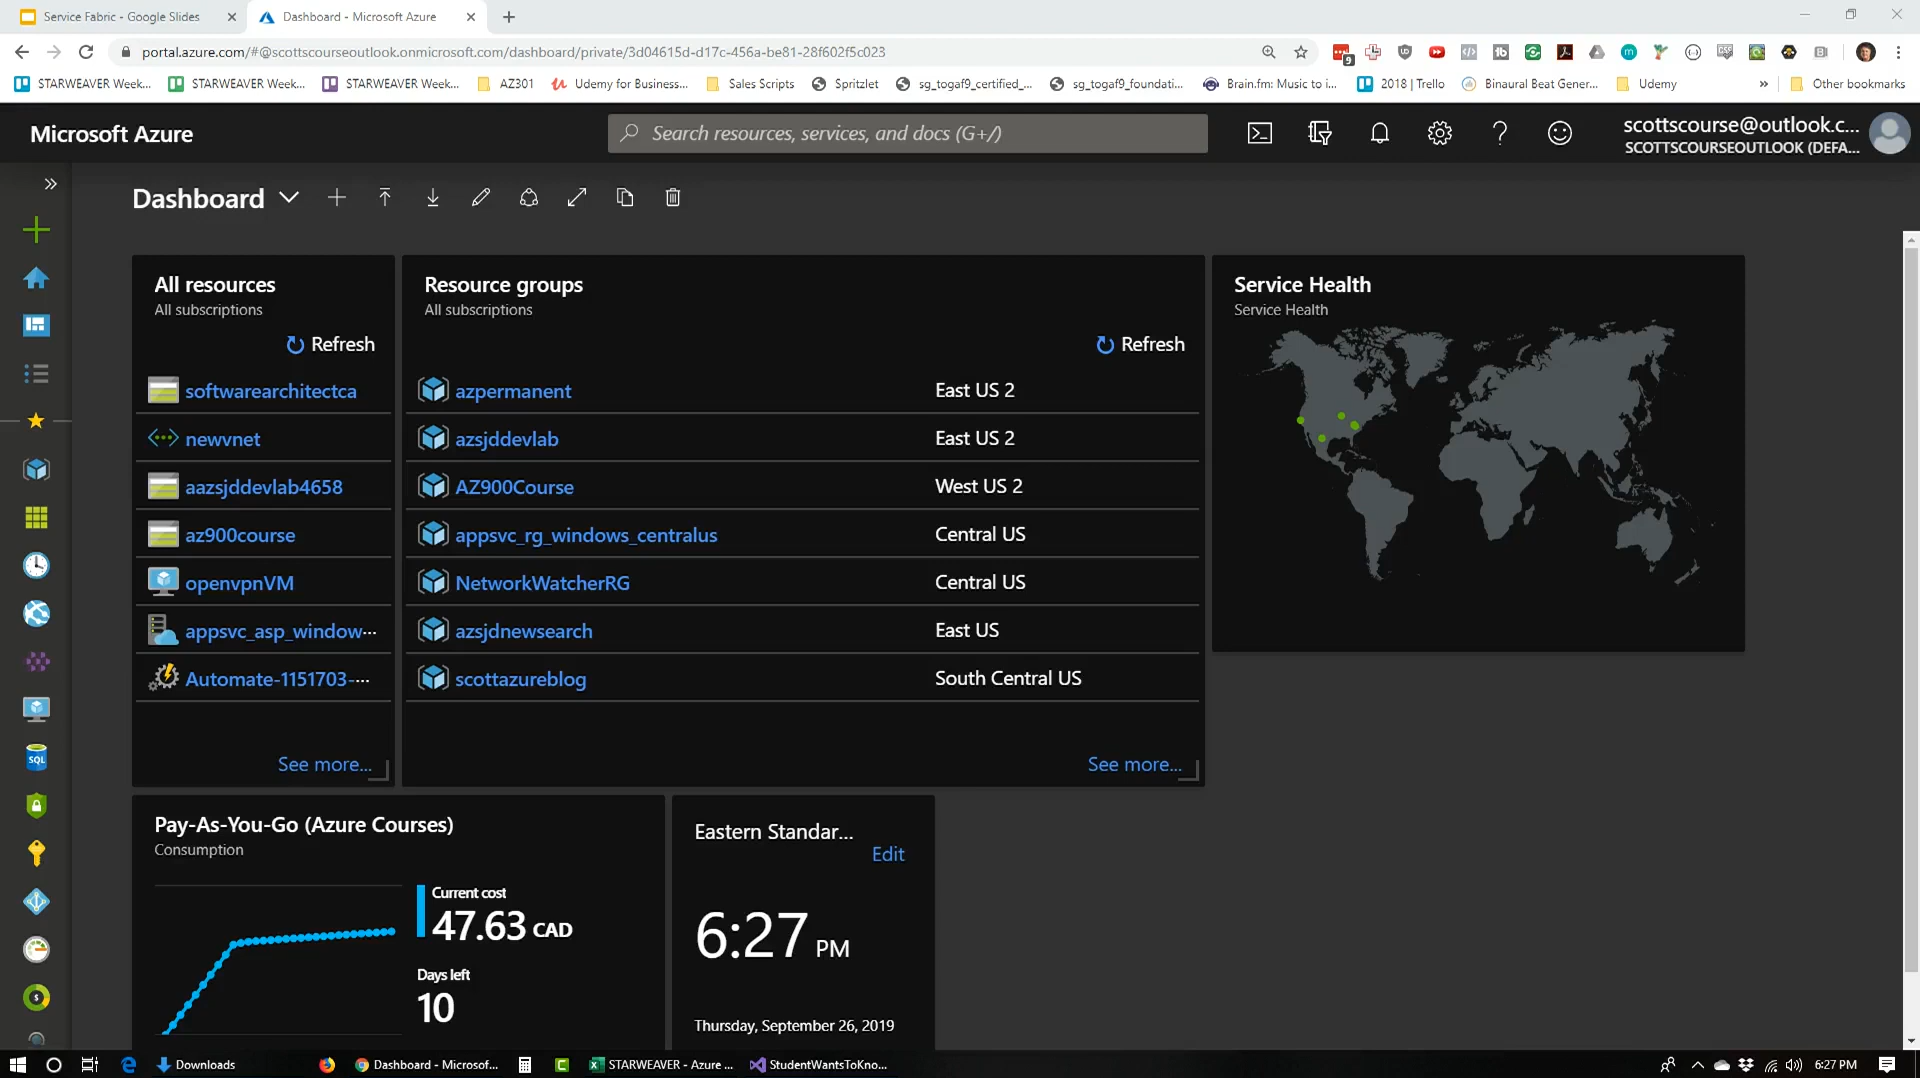 Service Fabric - Google Slides
Dashboard - Microsoft Azure
portal.azure.com/#@scottscourseoutlook.onmicrosoft.com/dashboard/private/3d04615d-d17c-456a-be81-28f602f5c023
9
STARWEAVER Week...
STARWEAVER Week...
STARWEAVER Week...
AZ301
Udemy for Business...
Sales Scripts
Spritzlet
sg_togaf9_certified_...
sg_togaf9_foundati...
Brain.fm: Music to i...
2018 | Trello
Binaural Beat Gener...
Udemy
»
Other bookmarks
Microsoft Azure
Search resources, services, and docs (G+/)
scottscourse@outlook.c...
SCOTTSCOURSEOUTLOOK (DEFA...
Dashboard
All resources
All subscriptions
Refresh
softwarearchitectca
newvnet
aazsjddevlab4658
az900course
openvpnVM
appsvc_asp_window...
Automate-1151703-...
See more...
Resource groups
All subscriptions
Refresh
azpermanent East US 2
azsjddevlab East US 2
AZ900Course West US 2
appsvc_rg_windows_centralus Central US
NetworkWatcherRG Central US
azsjdnewsearch East US
scottazureblog South Central US
See more...
Service Health
Service Health
SQL
Pay-As-You-Go (Azure Courses)
Consumption
Current cost
47.63 CAD
Days left
10
Eastern Standar...
Edit
6:27 PM
Thursday, September 26, 2019
Downloads
Dashboard - Microsof...
STARWEAVER - Azure ...
StudentWantsToKno...
6:27 PM